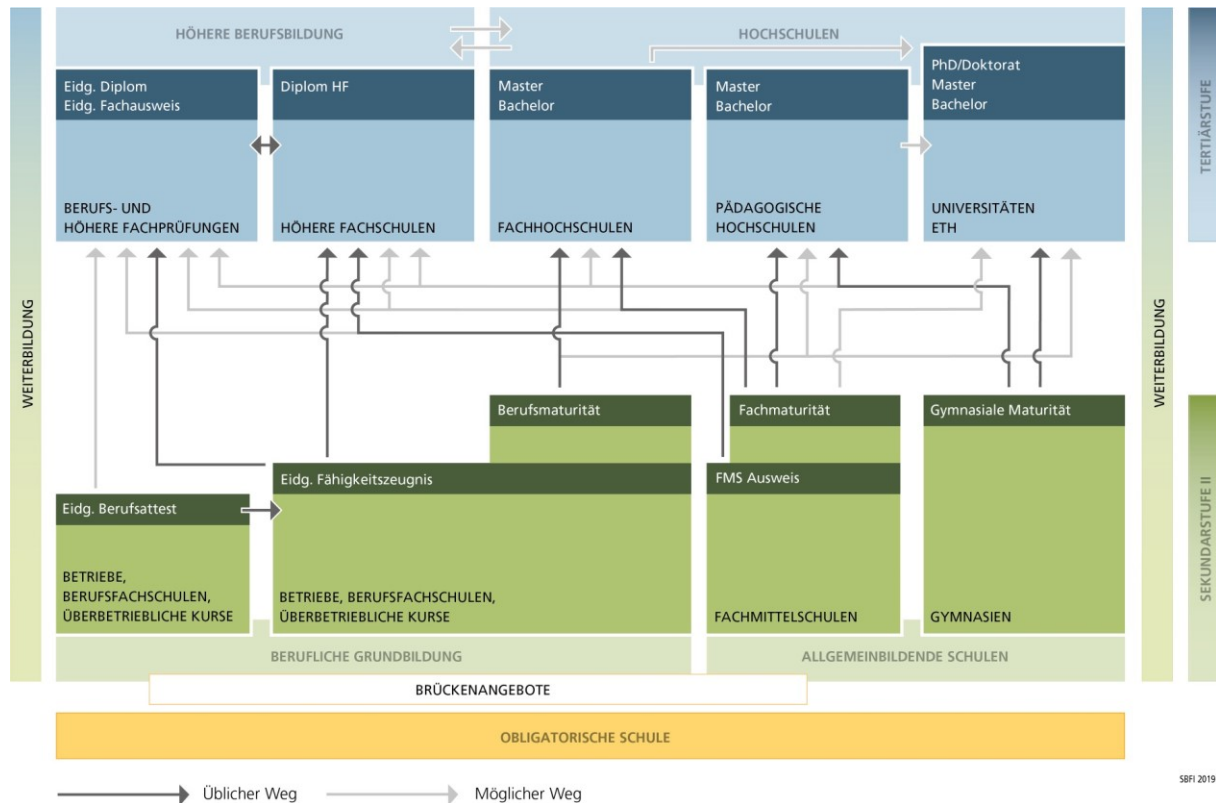 HÖHERE BERUFSBILDUNG
HOCHSCHULEN
Eidg. Diplom
Eidg. Fachausweis
BERUFS- UND
HÖHERE FACHPRÜFUNGEN
Diplom HF
HÖHERE FACHSCHULEN
Master
Bachelor
FACHHOCHSCHULEN
Master
Bachelor
PÄDAGOGISCHE
HOCHSCHULEN
PhD/Doktorat
Master
Bachelor
UNIVERSITÄTEN
ETH
TERTIÄRSTUFE
WEITERBILDUNG
WEITERBILDUNG
Berufsmaturität
Fachmaturität
Gymnasiale Maturität
Eidg. Fähigkeitszeugnis
FMS Ausweis
Eidg. Berufsattest
BETRIEBE,
BERUFSFACHSCHULEN,
ÜBERBETRIEBLICHE KURSE
BETRIEBE, BERUFSFACHSCHULEN,
ÜBERBETRIEBLICHE KURSE
FACHMITTELSCHULEN
GYMNASIEN
SEKUNDARSTUFE II
BERUFLICHE GRUNDBILDUNG
ALLGEMEINBILDENDE SCHULEN
BRÜCKENANGEBOTE
OBLIGATORISCHE SCHULE
Üblicher Weg
Möglicher Weg
SBFI 2019